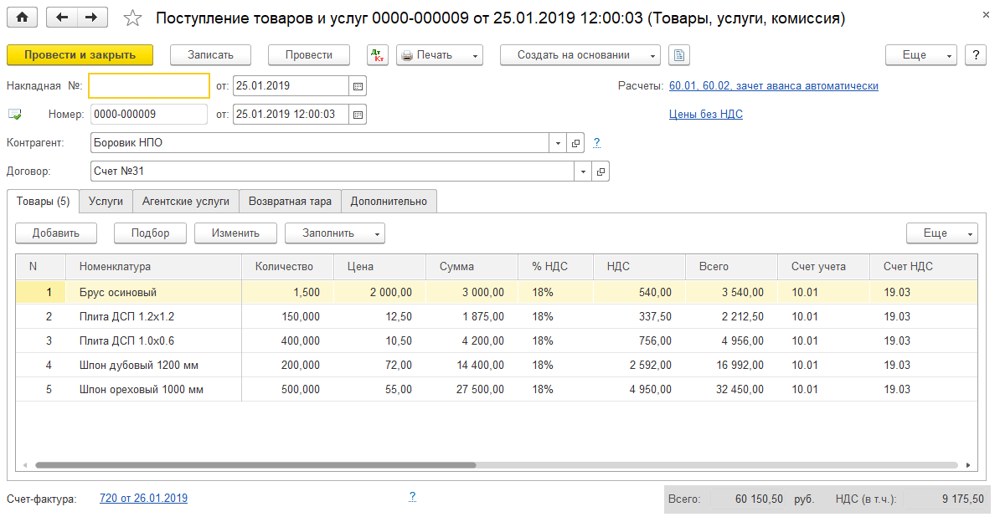 Поступление товаров и услуг 0000-000009 от 25.01.2019 12:00:03 (Товары, услуги, комиссия)
Провести и закрыть Записать Провести Дт Кт Печать Создать на основании Еще ?
Накладная №: от: 25.01.2019 Расчеты: 60.01, 60.02, зачет аванса автоматически
Номер: 0000-000009 от: 25.01.2019 12:00:03 Цены без НДС
Контрагент: Боровик НПО ?
Договор: Счет №31
Товары (5) Услуги Агентские услуги Возвратная тара Дополнительно
Добавить Подбор Изменить Заполнить Еще
N Номенклатура Количество Цена Сумма % НДС НДС Всего Счет учета Счет НДС
1 Брус осиновый 1,500 2 000,00 3 000,00 18% 540,00 3 540,00 10.01 19.03
2 Плита ДСП 1.2х1.2 150,000 12,50 1 875,00 18% 337,50 2 212,50 10.01 19.03
3 Плита ДСП 1.0х0.6 400,000 10,50 4 200,00 18% 756,00 4 956,00 10.01 19.03
4 Шпон дубовый 1200 мм 200,000 72,00 14 400,00 18% 2 592,00 16 992,00 10.01 19.03
5 Шпон ореховый 1000 мм 500,000 55,00 27 500,00 18% 4 950,00 32 450,00 10.01 19.03
Счет-фактура: 720 от 26.01.2019 ? Всего: 60 150,50 руб. НДС (в т.ч.): 9 175,50